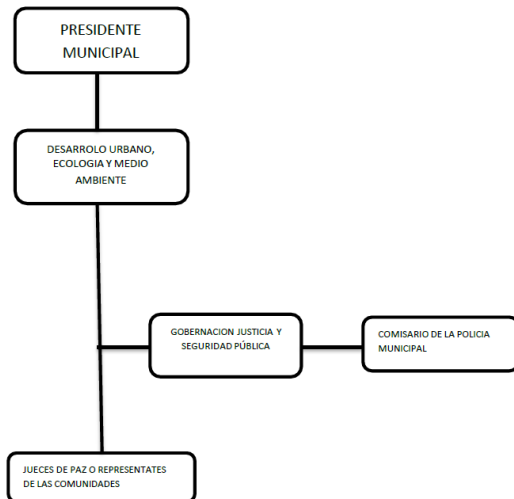 PRESIDENTE
MUNICIPAL
DESARROLO URBANO,
ECOLOGIA Y MEDIO
AMBIENTE
GOBERNACION JUSTICIA Y
SEGURIDAD PÚBLICA
COMISARIO DE LA POLICIA
MUNICIPAL
JUECES DE PAZ O REPRESENTATES
DE LAS COMUNIDADES